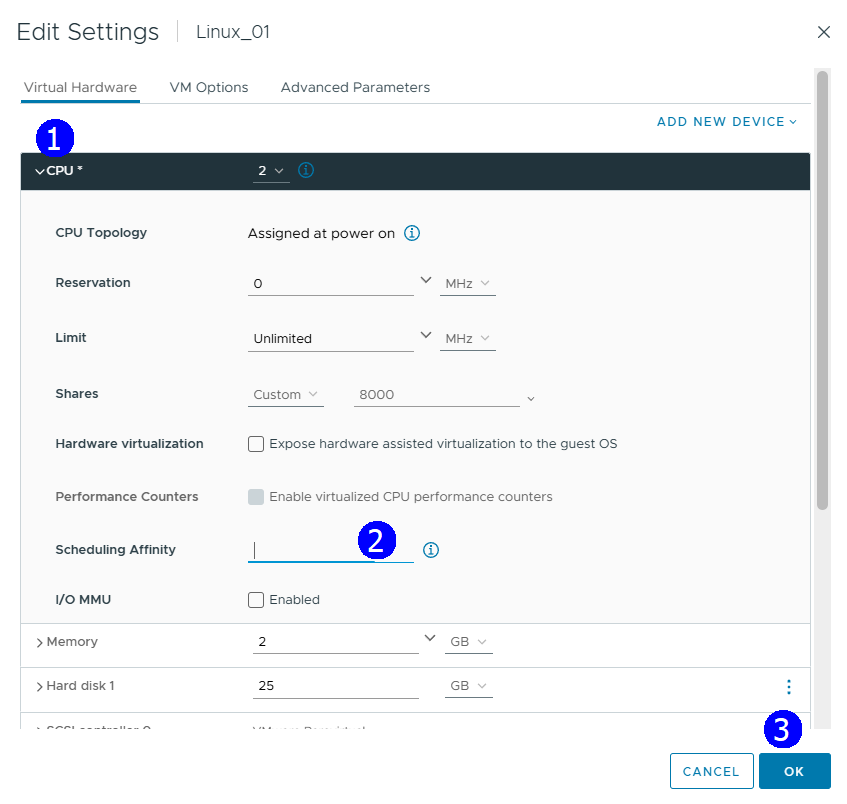 Edit Settings Linux_01
Virtual Hardware VM Options Advanced Parameters
ADD NEW DEVICE
1
CPU * 2
CPU Topology Assigned at power on
Reservation 0 MHz
Limit Unlimited MHz
Shares Custom 8000
Hardware virtualization Expose hardware assisted virtualization to the guest OS
Performance Counters Enable virtualized CPU performance counters
Scheduling Affinity 2
I/O MMU Enabled
Memory 2 GB
Hard disk 1 25 GB
3
CANCEL OK